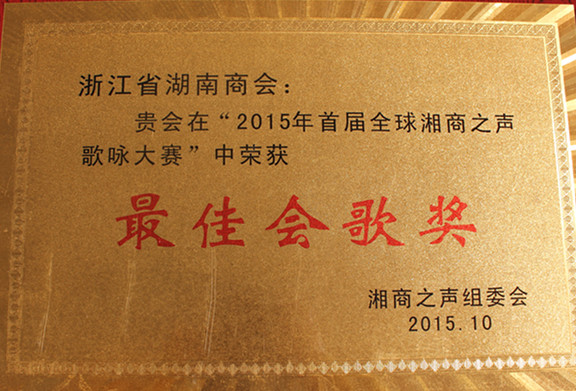 浙江省湖南商会：
贵会在“2015年首届全球湘商之声
歌咏大赛”中荣获
最佳会歌奖
湘商之声组委会
2015.10